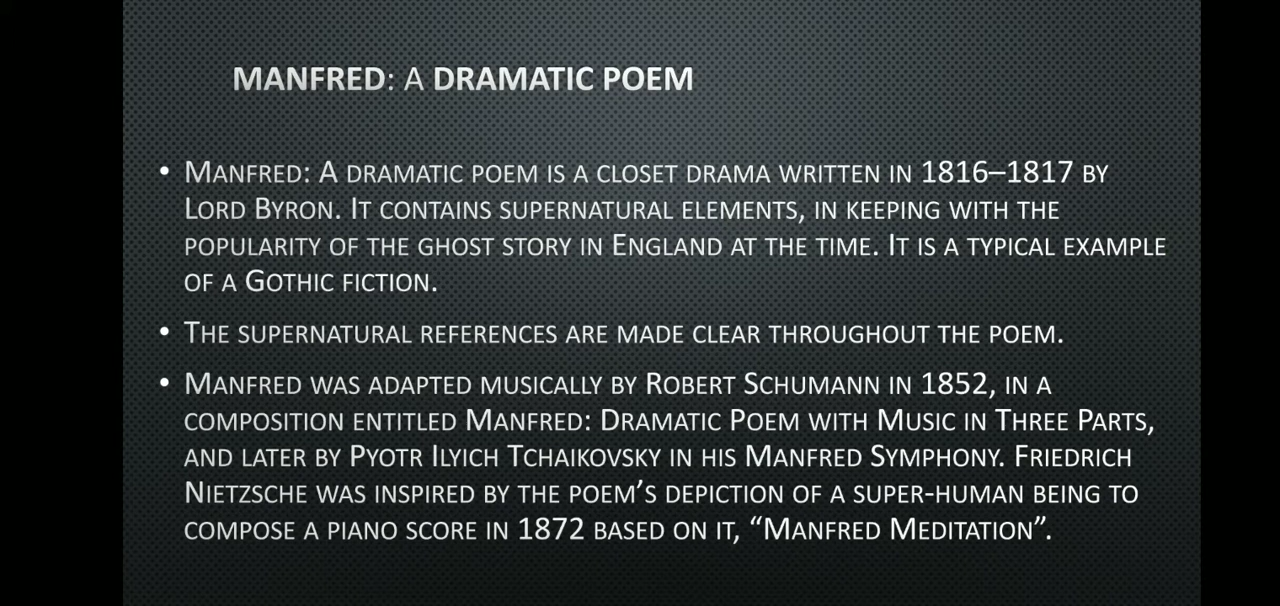 MANFRED: A DRAMATIC POEM
• MANFRED: A DRAMATIC POEM IS A CLOSET DRAMA WRITTEN IN 1816–1817 BY
LORD BYRON. IT CONTAINS SUPERNATURAL ELEMENTS, IN KEEPING WITH THE
POPULARITY OF THE GHOST STORY IN ENGLAND AT THE TIME. IT IS A TYPICAL EXAMPLE
OF A GOTHIC FICTION.
• THE SUPERNATURAL REFERENCES ARE MADE CLEAR THROUGHOUT THE POEM.
• MANFRED WAS ADAPTED MUSICALLY BY ROBERT SCHUMANN IN 1852, IN A
COMPOSITION ENTITLED MANFRED: DRAMATIC POEM WITH MUSIC IN THREE PARTS,
AND LATER BY PYOTR ILYICH TCHAIKOVSKY IN HIS MANFRED SYMPHONY. FRIEDRICH
NIETZSCHE WAS INSPIRED BY THE POEM’S DEPICTION OF A SUPER-HUMAN BEING TO
COMPOSE A PIANO SCORE IN 1872 BASED ON IT, “MANFRED MEDITATION”.